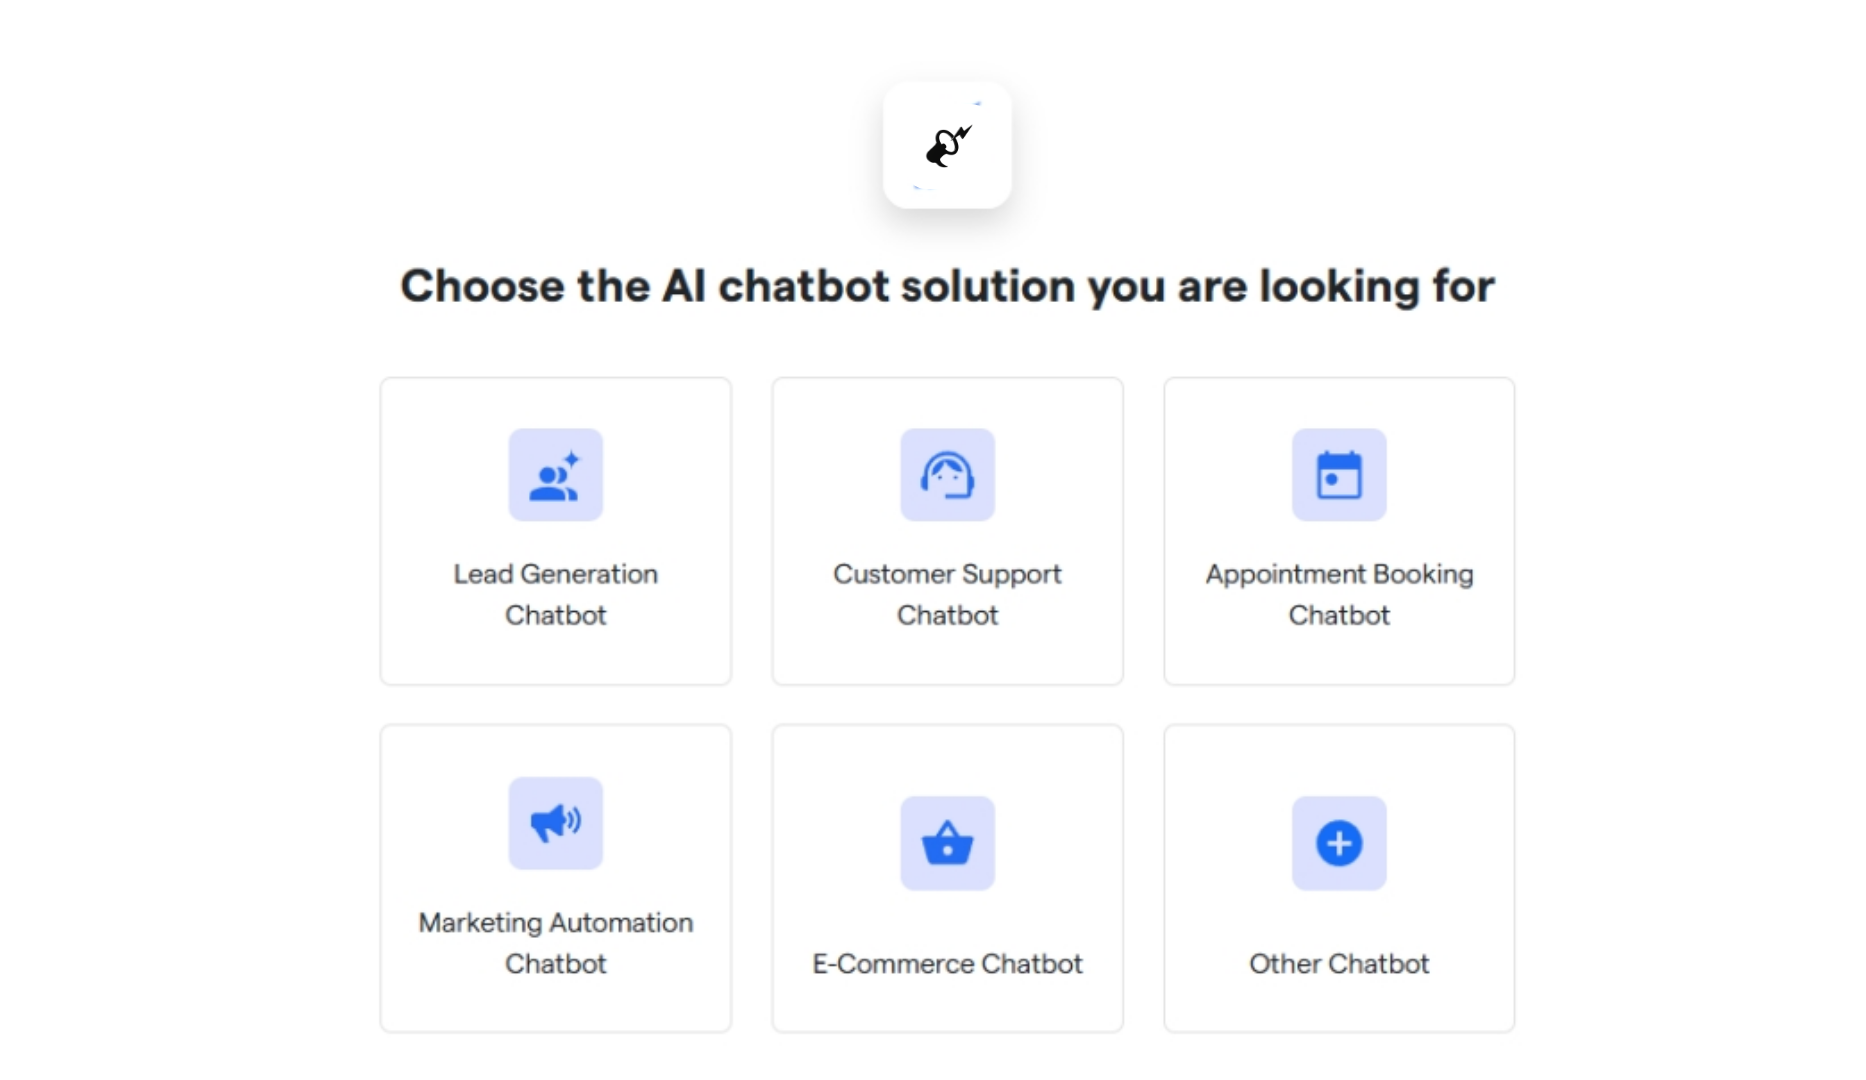 Choose the AI chatbot solution you are looking for
Lead Generation
Chatbot
Customer Support
Chatbot
Appointment Booking
Chatbot
Marketing Automation
Chatbot
E-Commerce Chatbot
Other Chatbot